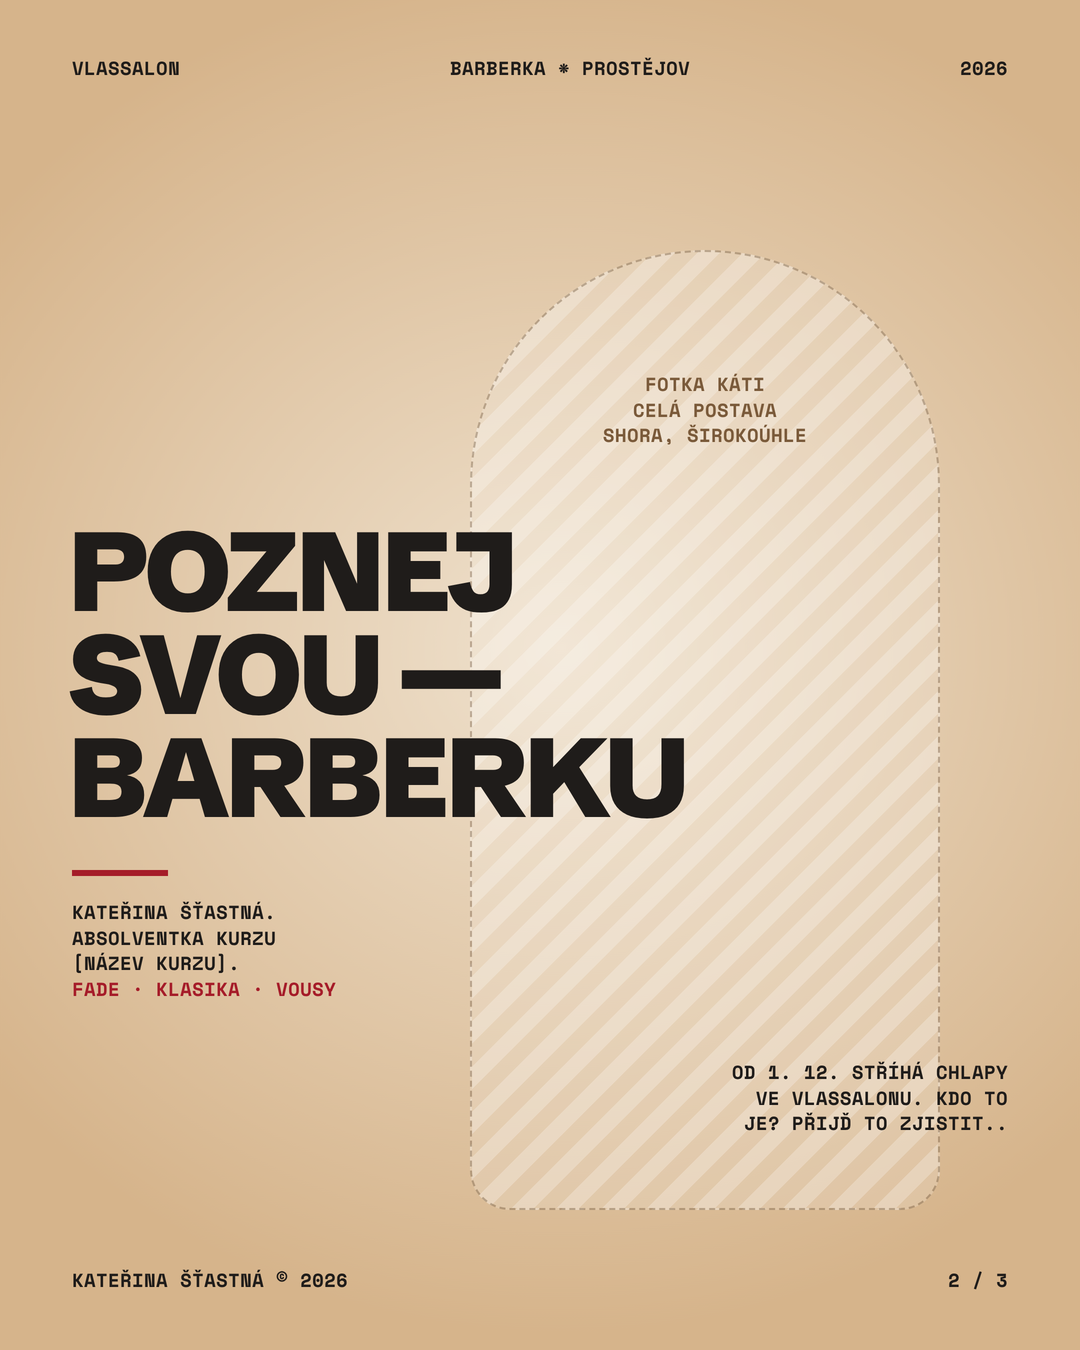 VLASSALON
BARBERKA ⁕ PROSTĚJOV
2026
FOTKA KÁTI
CELÁ POSTAVA
SHORA, ŠIROKOÚHLE
POZNEJ
SVOU —
BARBERKU
KATEŘINA ŠŤASTNÁ.
ABSOLVENTKA KURZU
[NÁZEV KURZU].
FADE · KLASIKA · VOUSY
OD 1. 12. STŘÍHÁ CHLAPY
VE VLASSALONU. KDO TO
JE? PŘIJĎ TO ZJISTIT..
KATEŘINA ŠŤASTNÁ © 2026
2 / 3